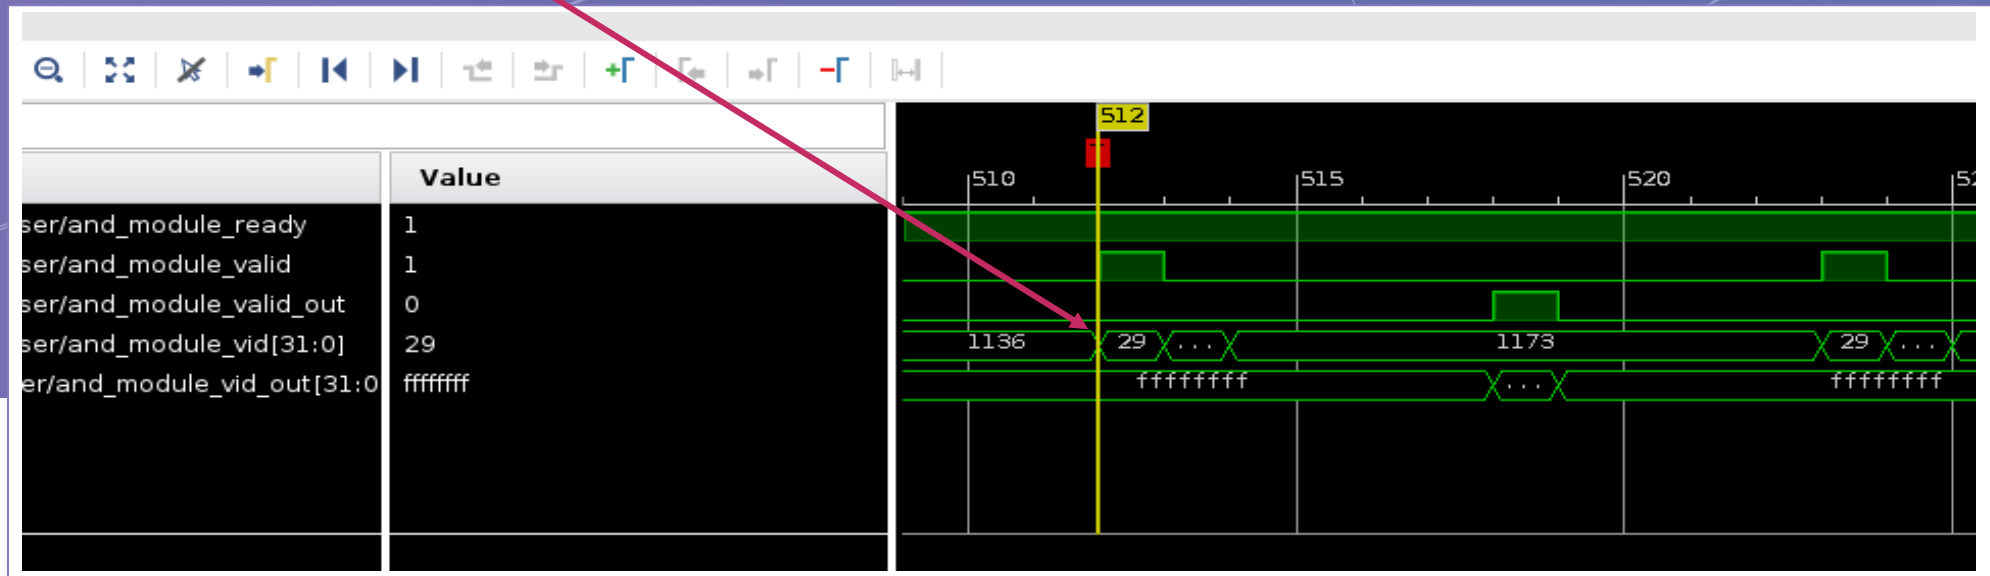 512
Value
510 515 520 52
ser/and_module_ready 1
ser/and_module_valid 1
ser/and_module_valid_out 0
ser/and_module_vid[31:0] 29 1136 29 ... 1173 29 ...
er/and_module_vid_out[31:0 ffffffff ffffffff ... ffffffff